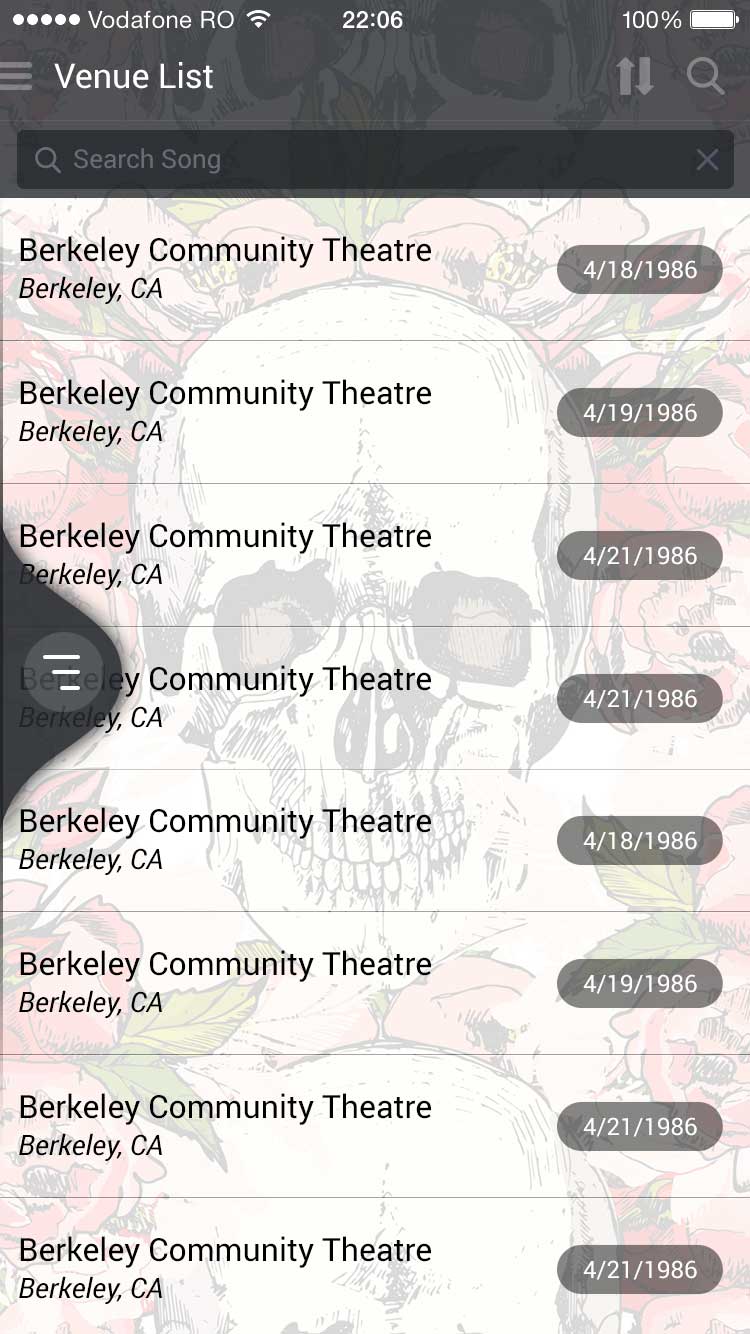 Vodafone RO 22:06 100%
Venue List
Search Song
Berkeley Community Theatre
Berkeley, CA
4/18/1986
Berkeley Community Theatre
Berkeley, CA
4/19/1986
Berkeley Community Theatre
Berkeley, CA
4/21/1986
Berkeley Community Theatre
Berkeley, CA
4/21/1986
Berkeley Community Theatre
Berkeley, CA
4/18/1986
Berkeley Community Theatre
Berkeley, CA
4/19/1986
Berkeley Community Theatre
Berkeley, CA
4/21/1986
Berkeley Community Theatre
Berkeley, CA
4/21/1986